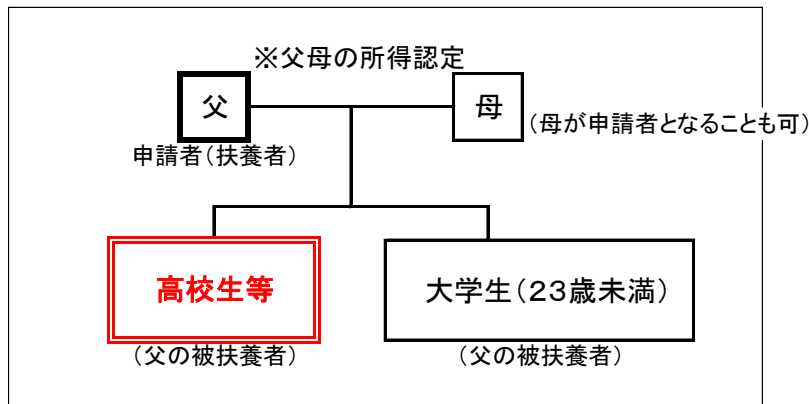 ※父母の所得認定
父
母
(母が申請者となることも可)
申請者(扶養者)
高校生等
大学生(23歳未満)
(父の被扶養者)
(父の被扶養者)